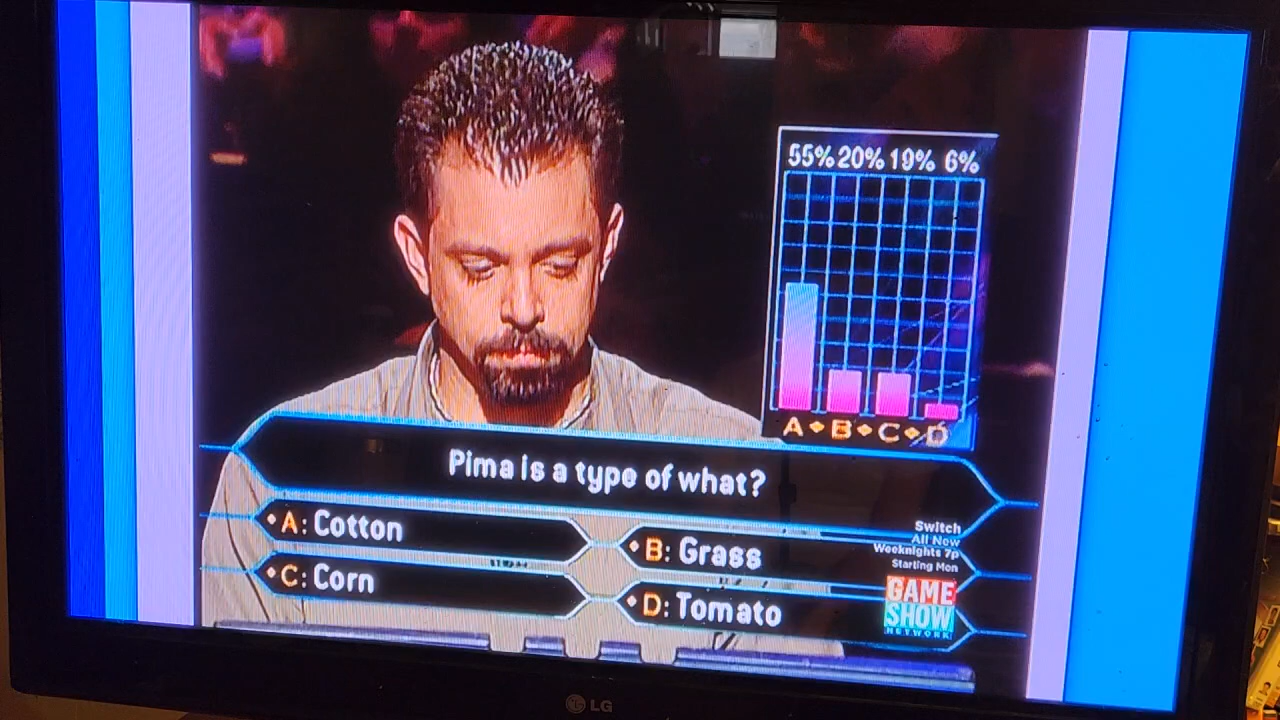 55% 20% 19% 6%
A B C D
Pima is a type of what?
A: Cotton
B: Grass
C: Corn
D: Tomato
Switch
All New
Weeknights 7p
Starting Mon
GAME
SHOW
NETWORK
LG